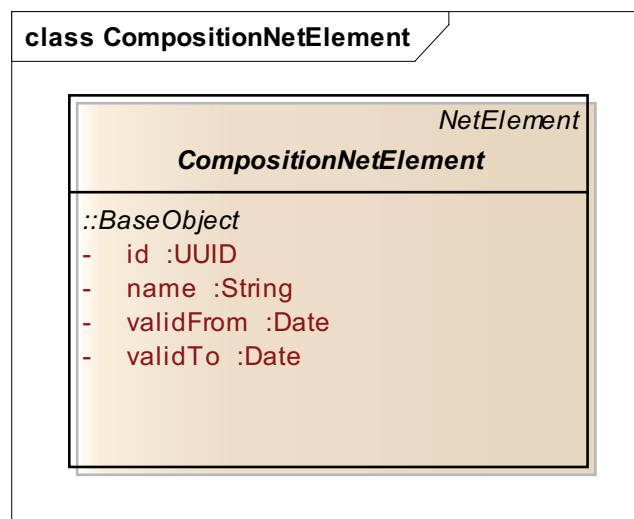 class CompositionNetElement
NetElement
CompositionNetElement
::BaseObject
- id :UUID
- name :String
- validFrom :Date
- validTo :Date